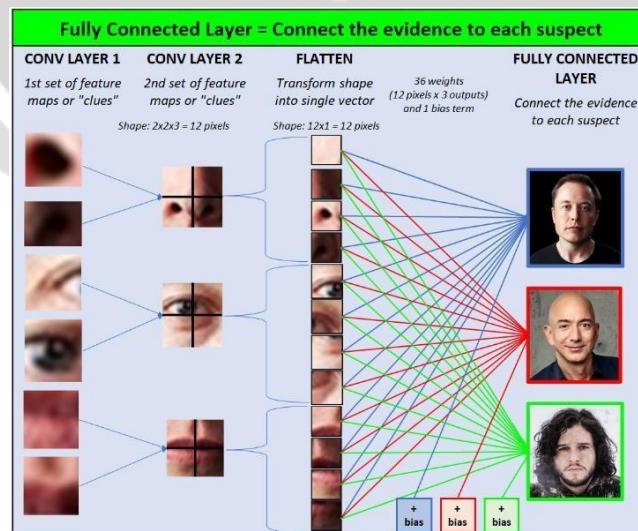 Fully Connected Layer = Connect the evidence to each suspect
CONV LAYER 1
1st set of feature
maps or "clues"
CONV LAYER 2
2nd set of feature
maps or "clues"
Shape: 2x2x3 = 12 pixels
FLATTEN
Transform shape
into single vector
Shape: 12x1 = 12 pixels
36 weights
(12 pixels x 3 outputs)
and 1 bias term
FULLY CONNECTED
LAYER
Connect the evidence
to each suspect
+
bias
+
bias
+
bias